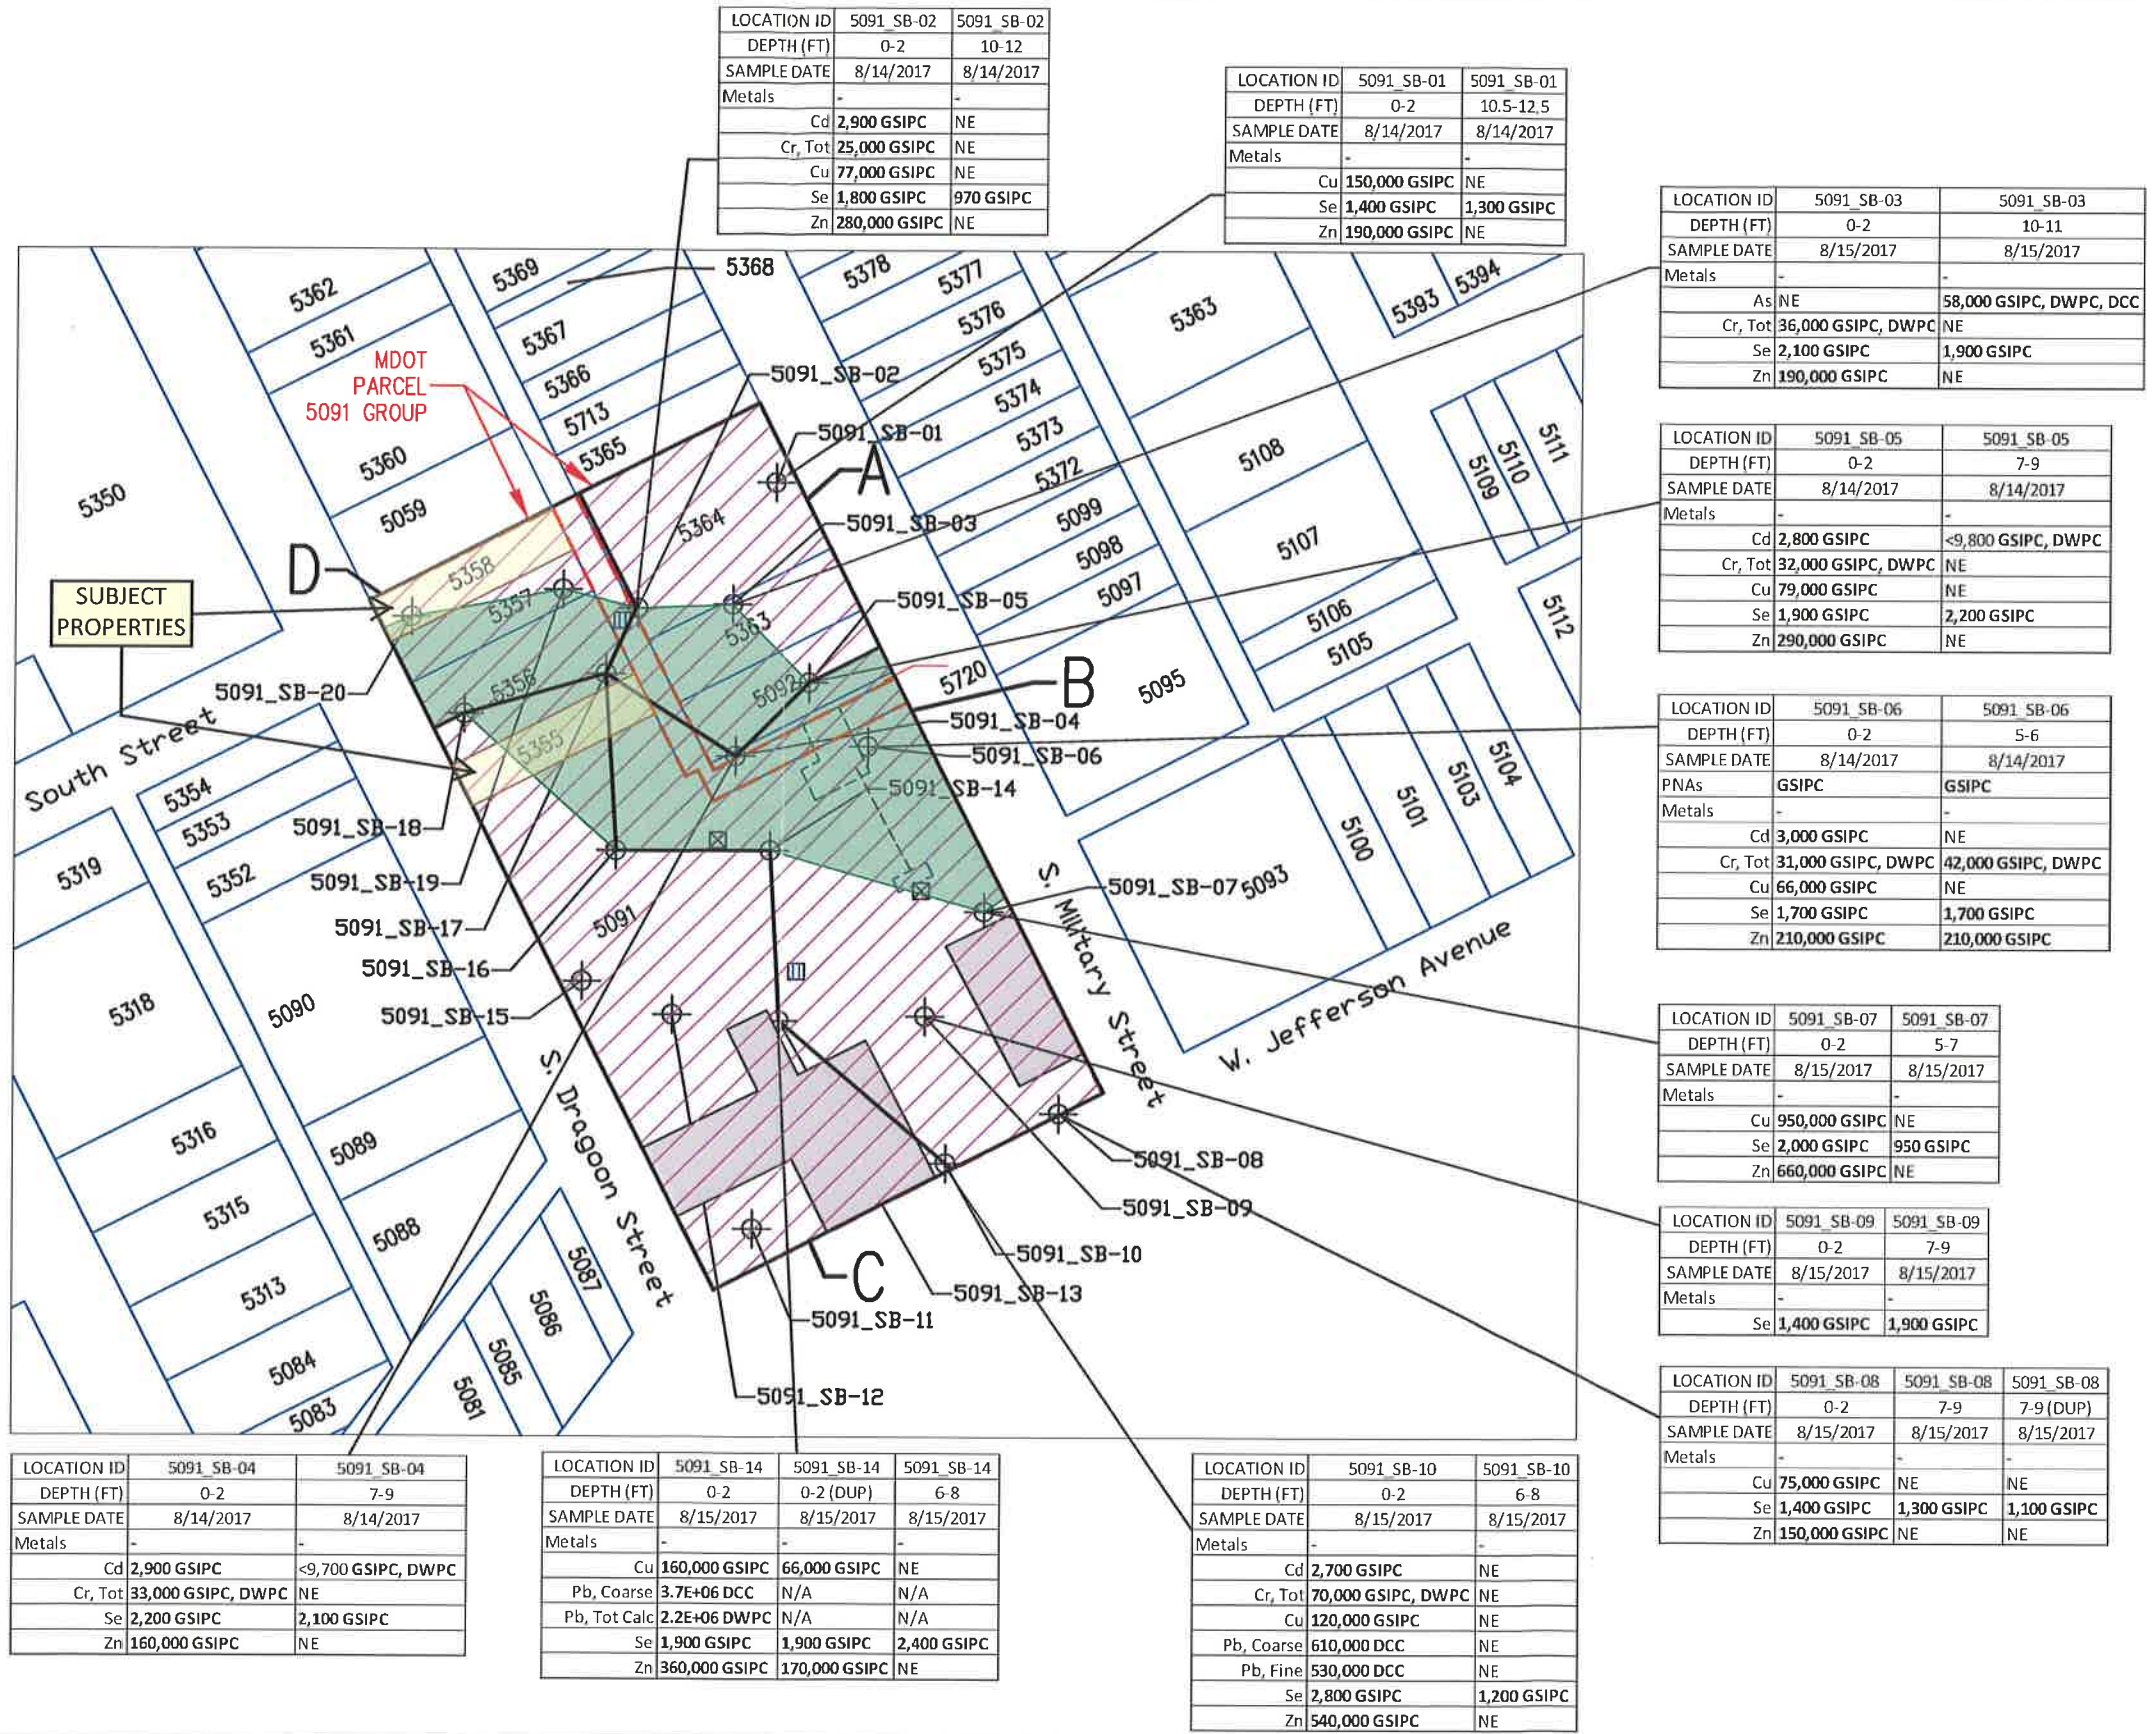 LOCATION ID 5091_SB-02 5091_SB-02
DEPTH (FT) 0-2 10-12
SAMPLE DATE 8/14/2017 8/14/2017
Metals - -
Cd 2,900 GSIPC NE
Cr, Tot 25,000 GSIPC NE
Cu 77,000 GSIPC NE
Se 1,800 GSIPC 970 GSIPC
Zn 280,000 GSIPC NE
LOCATION ID 5091_SB-01 5091_SB-01
DEPTH (FT) 0-2 10.5-12.5
SAMPLE DATE 8/14/2017 8/14/2017
Metals - -
Cu 150,000 GSIPC NE
Se 1,400 GSIPC 1,300 GSIPC
Zn 190,000 GSIPC NE
LOCATION ID 5091_SB-03 5091_SB-03
DEPTH (FT) 0-2 10-11
SAMPLE DATE 8/15/2017 8/15/2017
Metals - -
As NE 58,000 GSIPC, DWPC, DCC
Cr, Tot 36,000 GSIPC, DWPC NE
Se 2,100 GSIPC 1,900 GSIPC
Zn 190,000 GSIPC NE
LOCATION ID 5091_SB-05 5091_SB-05
DEPTH (FT) 0-2 7-9
SAMPLE DATE 8/14/2017 8/14/2017
Metals - -
Cd 2,800 GSIPC <9,800 GSIPC, DWPC
Cr, Tot 32,000 GSIPC, DWPC NE
Cu 79,000 GSIPC NE
Se 1,900 GSIPC 2,200 GSIPC
Zn 290,000 GSIPC NE
LOCATION ID 5091_SB-06 5091_SB-06
DEPTH (FT) 0-2 5-6
SAMPLE DATE 8/14/2017 8/14/2017
PNAs GSIPC GSIPC
Metals - -
Cd 3,000 GSIPC NE
Cr, Tot 31,000 GSIPC, DWPC 42,000 GSIPC, DWPC
Cu 66,000 GSIPC NE
Se 1,700 GSIPC 1,700 GSIPC
Zn 210,000 GSIPC 210,000 GSIPC
LOCATION ID 5091_SB-07 5091_SB-07
DEPTH (FT) 0-2 5-7
SAMPLE DATE 8/15/2017 8/15/2017
Metals - -
Cu 950,000 GSIPC NE
Se 2,000 GSIPC 950 GSIPC
Zn 660,000 GSIPC NE
LOCATION ID 5091_SB-09 5091_SB-09
DEPTH (FT) 0-2 7-9
SAMPLE DATE 8/15/2017 8/15/2017
Metals - -
Se 1,400 GSIPC 1,900 GSIPC
LOCATION ID 5091_SB-08 5091_SB-08 5091_SB-08
DEPTH (FT) 0-2 7-9 7-9 (DUP)
SAMPLE DATE 8/15/2017 8/15/2017 8/15/2017
Metals - - -
Cu 75,000 GSIPC NE NE
Se 1,400 GSIPC 1,300 GSIPC 1,100 GSIPC
Zn 150,000 GSIPC NE NE
5362
5361
5369
5368
5367
5366
5713
5365
5378
5377
5376
5375
5374
5373
5372
5363
5393
5394
MDOT
PARCEL
5091 GROUP
5350
5360
5059
5091_SB-02
5091_SB-01
A
5091_SB-03
5364
5099
5098
5097
5108
5107
5106
5105
5109
5110
5111
5112
D
SUBJECT
PROPERTIES
5358
5357
5356
5355
5363
5092
5091_SB-05
5720
B
5095
5091_SB-04
5091_SB-06
5091_SB-14
5091_SB-20
South Street
5091_SB-18
5091_SB-19
5091_SB-17
5091_SB-16
5091_SB-15
5354
5353
5352
5319
5318
5316
5315
5313
5084
5083
5090
5089
5088
5087
5086
5085
5081
5091
5091_SB-07
5093
5100
5101
5103
5104
S. Military Street
W. Jefferson Avenue
S. Dragoon Street
5091_SB-08
5091_SB-09
5091_SB-10
5091_SB-13
C
5091_SB-11
5091_SB-12
LOCATION ID 5091_SB-04 5091_SB-04
DEPTH (FT) 0-2 7-9
SAMPLE DATE 8/14/2017 8/14/2017
Metals - -
Cd 2,900 GSIPC <9,700 GSIPC, DWPC
Cr, Tot 33,000 GSIPC, DWPC NE
Se 2,200 GSIPC 2,100 GSIPC
Zn 160,000 GSIPC NE
LOCATION ID 5091_SB-14 5091_SB-14 5091_SB-14
DEPTH (FT) 0-2 0-2 (DUP) 6-8
SAMPLE DATE 8/15/2017 8/15/2017 8/15/2017
Metals - - -
Cu 160,000 GSIPC 66,000 GSIPC NE
Pb, Coarse 3.7E+06 DCC N/A N/A
Pb, Tot Calc 2.2E+06 DWPC N/A N/A
Se 1,900 GSIPC 1,900 GSIPC 2,400 GSIPC
Zn 360,000 GSIPC 170,000 GSIPC NE
LOCATION ID 5091_SB-10 5091_SB-10
DEPTH (FT) 0-2 6-8
SAMPLE DATE 8/15/2017 8/15/2017
Metals - -
Cd 2,700 GSIPC NE
Cr, Tot 70,000 GSIPC, DWPC NE
Cu 120,000 GSIPC NE
Pb, Coarse 610,000 DCC NE
Pb, Fine 530,000 DCC NE
Se 2,800 GSIPC 1,200 GSIPC
Zn 540,000 GSIPC NE